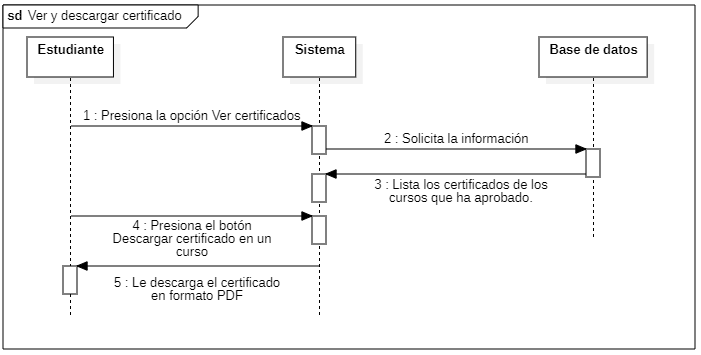 sd Ver y descargar certificado
Estudiante
Sistema
Base de datos
1 : Presiona la opción Ver certificados
2 : Solicita la información
3 : Lista los certificados de los
cursos que ha aprobado.
4 : Presiona el botón
Descargar certificado en un
curso
5 : Le descarga el certificado
en formato PDF